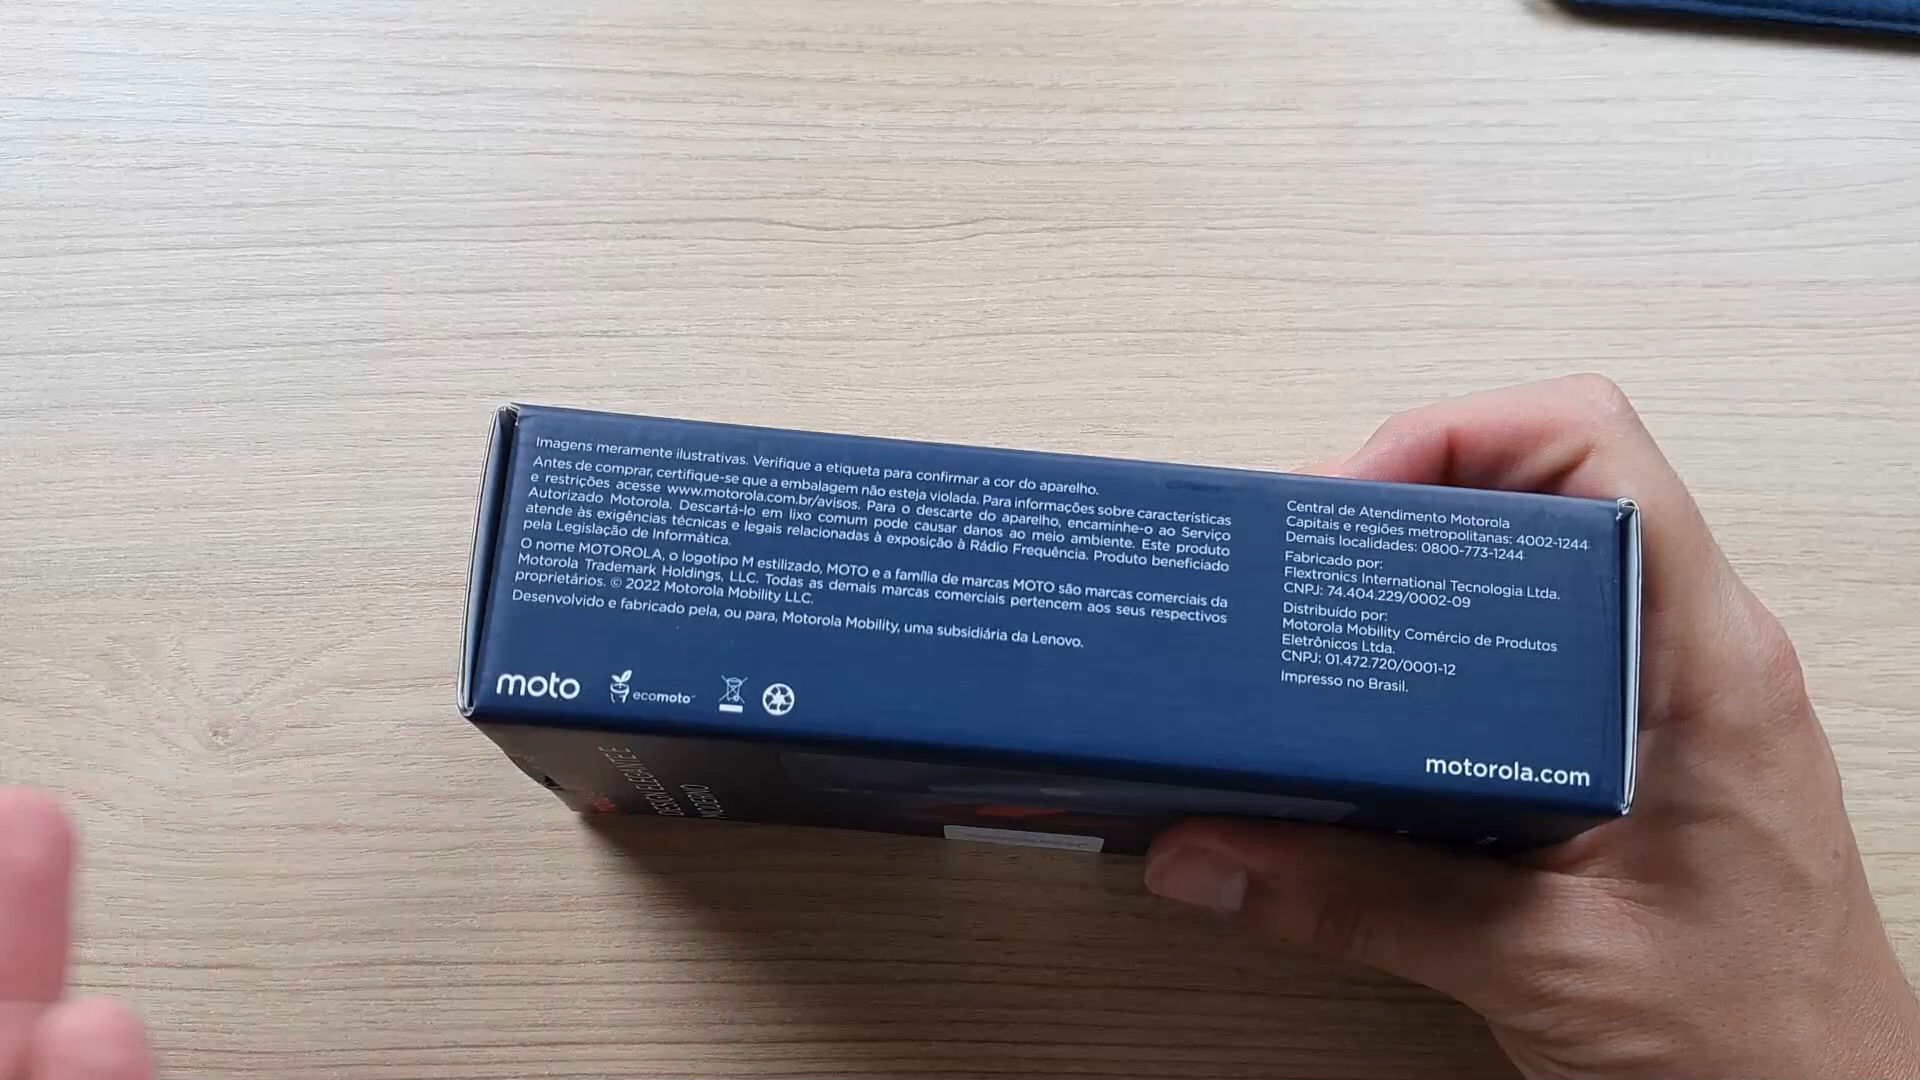 Imagens meramente ilustrativas. Verifique a etiqueta para confirmar a cor do aparelho.
Antes de comprar, certifique-se que a embalagem não esteja violada. Para informações sobre características
e restrições acesse www.motorola.com.br/avisos. Para o descarte do aparelho, encaminhe-o ao Serviço
Autorizado Motorola. Descartá-lo em lixo comum pode causar danos ao meio ambiente. Este produto
atende às exigências técnicas e legais relacionadas à exposição à Rádio Frequência. Produto beneficiado
pela Legislação de Informática.
O nome MOTOROLA, o logotipo M estilizado, MOTO e a família de marcas MOTO são marcas comerciais da
Motorola Trademark Holdings, LLC. Todas as demais marcas comerciais pertencem aos seus respectivos
proprietários. © 2022 Motorola Mobility LLC.
Desenvolvido e fabricado pela, ou para, Motorola Mobility, uma subsidiária da Lenovo.
moto
ecomoto™
Central de Atendimento Motorola
Capitais e regiões metropolitanas: 4002-1244
Demais localidades: 0800-773-1244
Fabricado por:
Flextronics International Tecnologia Ltda.
CNPJ: 74.404.229/0002-09
Distribuído por:
Motorola Mobility Comércio de Produtos
Eletrônicos Ltda.
CNPJ: 01.472.720/0001-12
Impresso no Brasil.
motorola.com
DESIGN ELEGANTE E
MODERNO